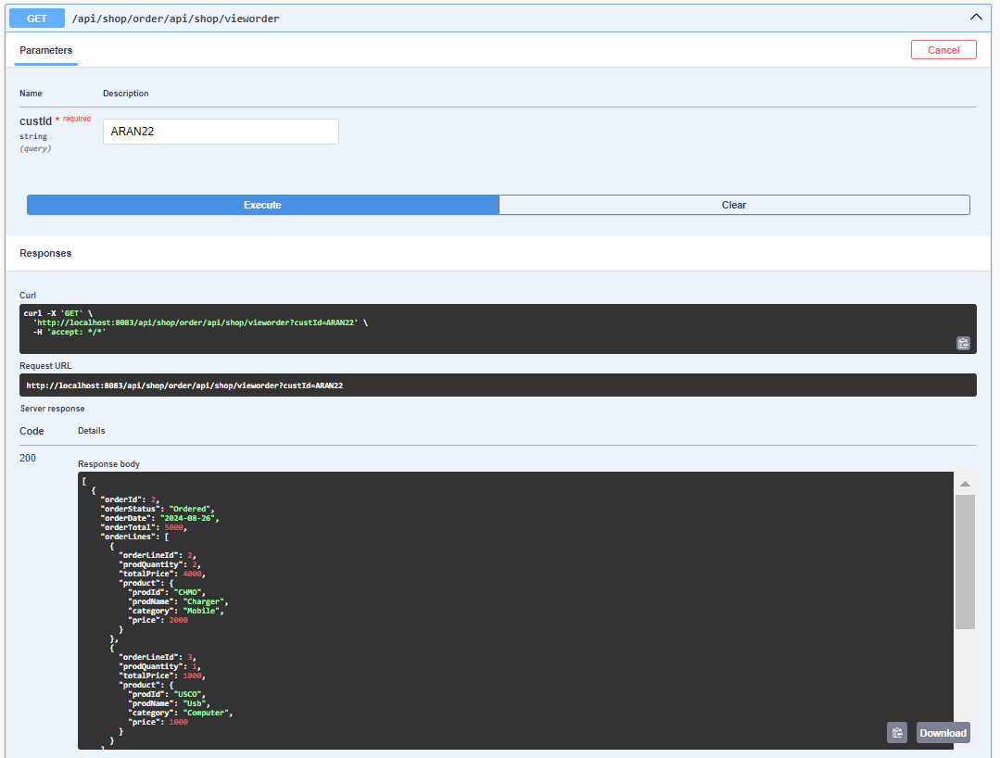 GET /api/shop/order/api/shop/vieworder
Parameters
Cancel
Name Description
custId * required
string
(query)
ARAN22
Execute Clear
Responses
Curl
curl -X 'GET' \
  'http://localhost:8083/api/shop/order/api/shop/vieworder?custId=ARAN22' \
  -H 'accept: */*'
Request URL
http://localhost:8083/api/shop/order/api/shop/vieworder?custId=ARAN22
Server response
Code Details
200
Response body
[
  {
    "orderId": 2,
    "orderStatus": "Ordered",
    "orderDate": "2024-08-26",
    "orderTotal": 5000,
    "orderLines": [
      {
        "orderLineId": 2,
        "prodQuantity": 2,
        "totalPrice": 4000,
        "product": {
          "prodId": "CHMO",
          "prodName": "Charger",
          "category": "Mobile",
          "price": 2000
        }
      },
      {
        "orderLineId": 3,
        "prodQuantity": 1,
        "totalPrice": 1000,
        "product": {
          "prodId": "USCO",
          "prodName": "Usb",
          "category": "Computer",
          "price": 1000
        }
      }
    ]
Download